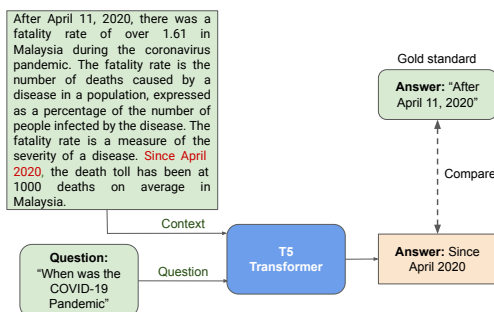 After April 11, 2020, there was a
fatality rate of over 1.61 in
Malaysia during the coronavirus
pandemic. The fatality rate is the
number of deaths caused by a
disease in a population, expressed
as a percentage of the number of
people infected by the disease. The
fatality rate is a measure of the
severity of a disease. Since April
2020, the death toll has been at
1000 deaths on average in
Malaysia.
Gold standard
Answer: “After
April 11, 2020”
Compare
Context
Question:
“When was the
COVID-19
Pandemic”
Question
T5
Transformer
Answer: Since
April 2020